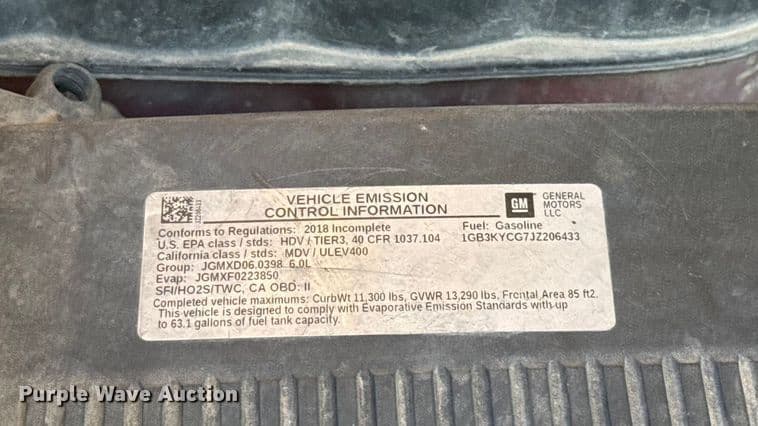 VEHICLE EMISSION
CONTROL INFORMATION
GM
GENERAL
MOTORS
LLC
JZ206433
Conforms to Regulations: 2018 Incomplete
Fuel: Gasoline
U.S. EPA class / stds: HDV / TIER3, 40 CFR 1037.104
1GB3KYCG7JZ206433
California class / stds: MDV / ULEV400
Group: JGMXD06.0398 6.0L
Evap: JGMXF0223850
SFI/HO2S/TWC, CA OBD: II
Completed vehicle maximums: CurbWt 11,300 lbs, GVWR 13,290 lbs, Frontal Area 85 ft2.
This vehicle is designed to comply with Evaporative Emission Standards with up
to 63.1 gallons of fuel tank capacity.
Purple Wave Auction